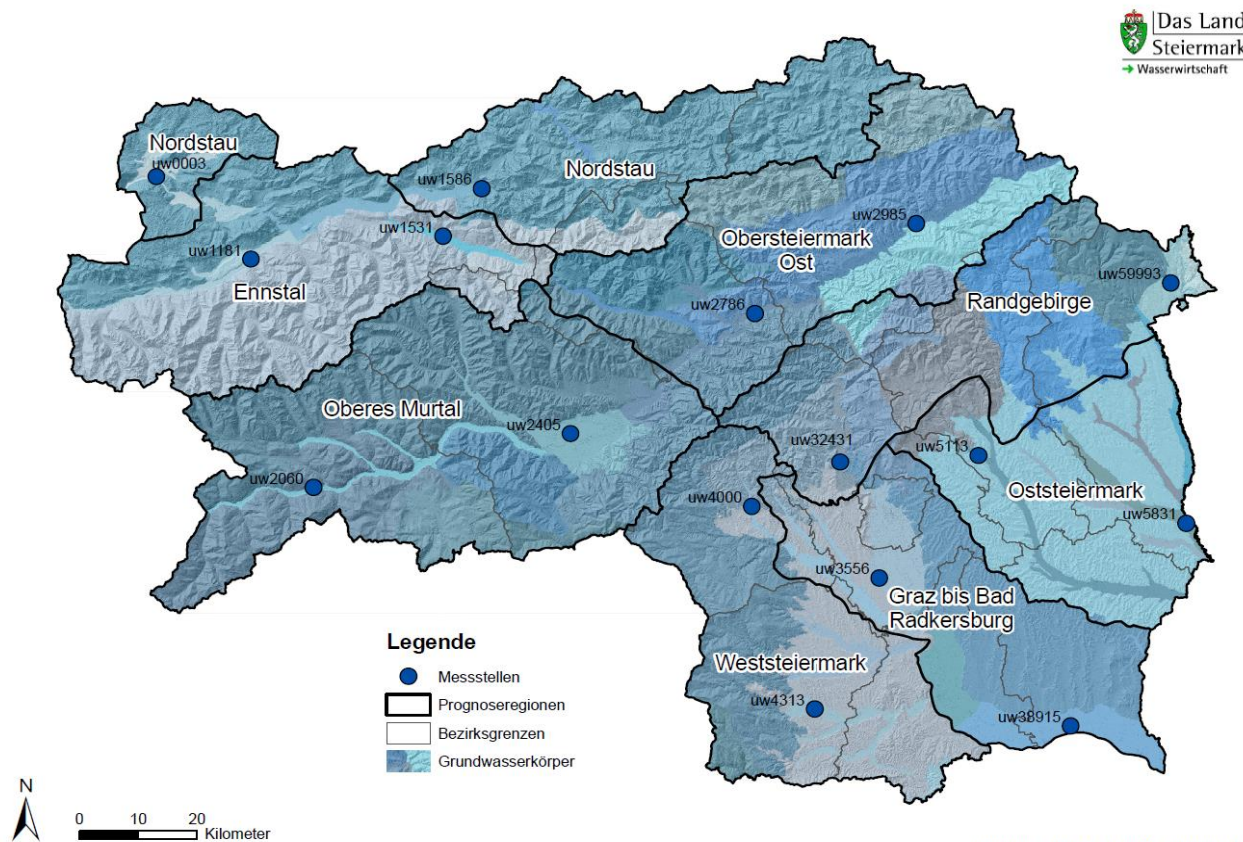 Das Land
Steiermark
→ Wasserwirtschaft
Nordstau
uw0003
Nordstau
uw1586
uw1531
uw1181
Ennstal
uw2985
Obersteiermark
Ost
uw2786
uw59993
Randgebirge
Oberes Murtal
uw2405
uw2060
uw32431
uw5113
uw4000
Oststeiermark
uw5831
uw3556
Graz bis Bad
Radkersburg
Weststeiermark
uw4313
uw38915
Legende
Messstellen
Prognoseregionen
Bezirksgrenzen
Grundwasserkörper
N
0 10 20
Kilometer